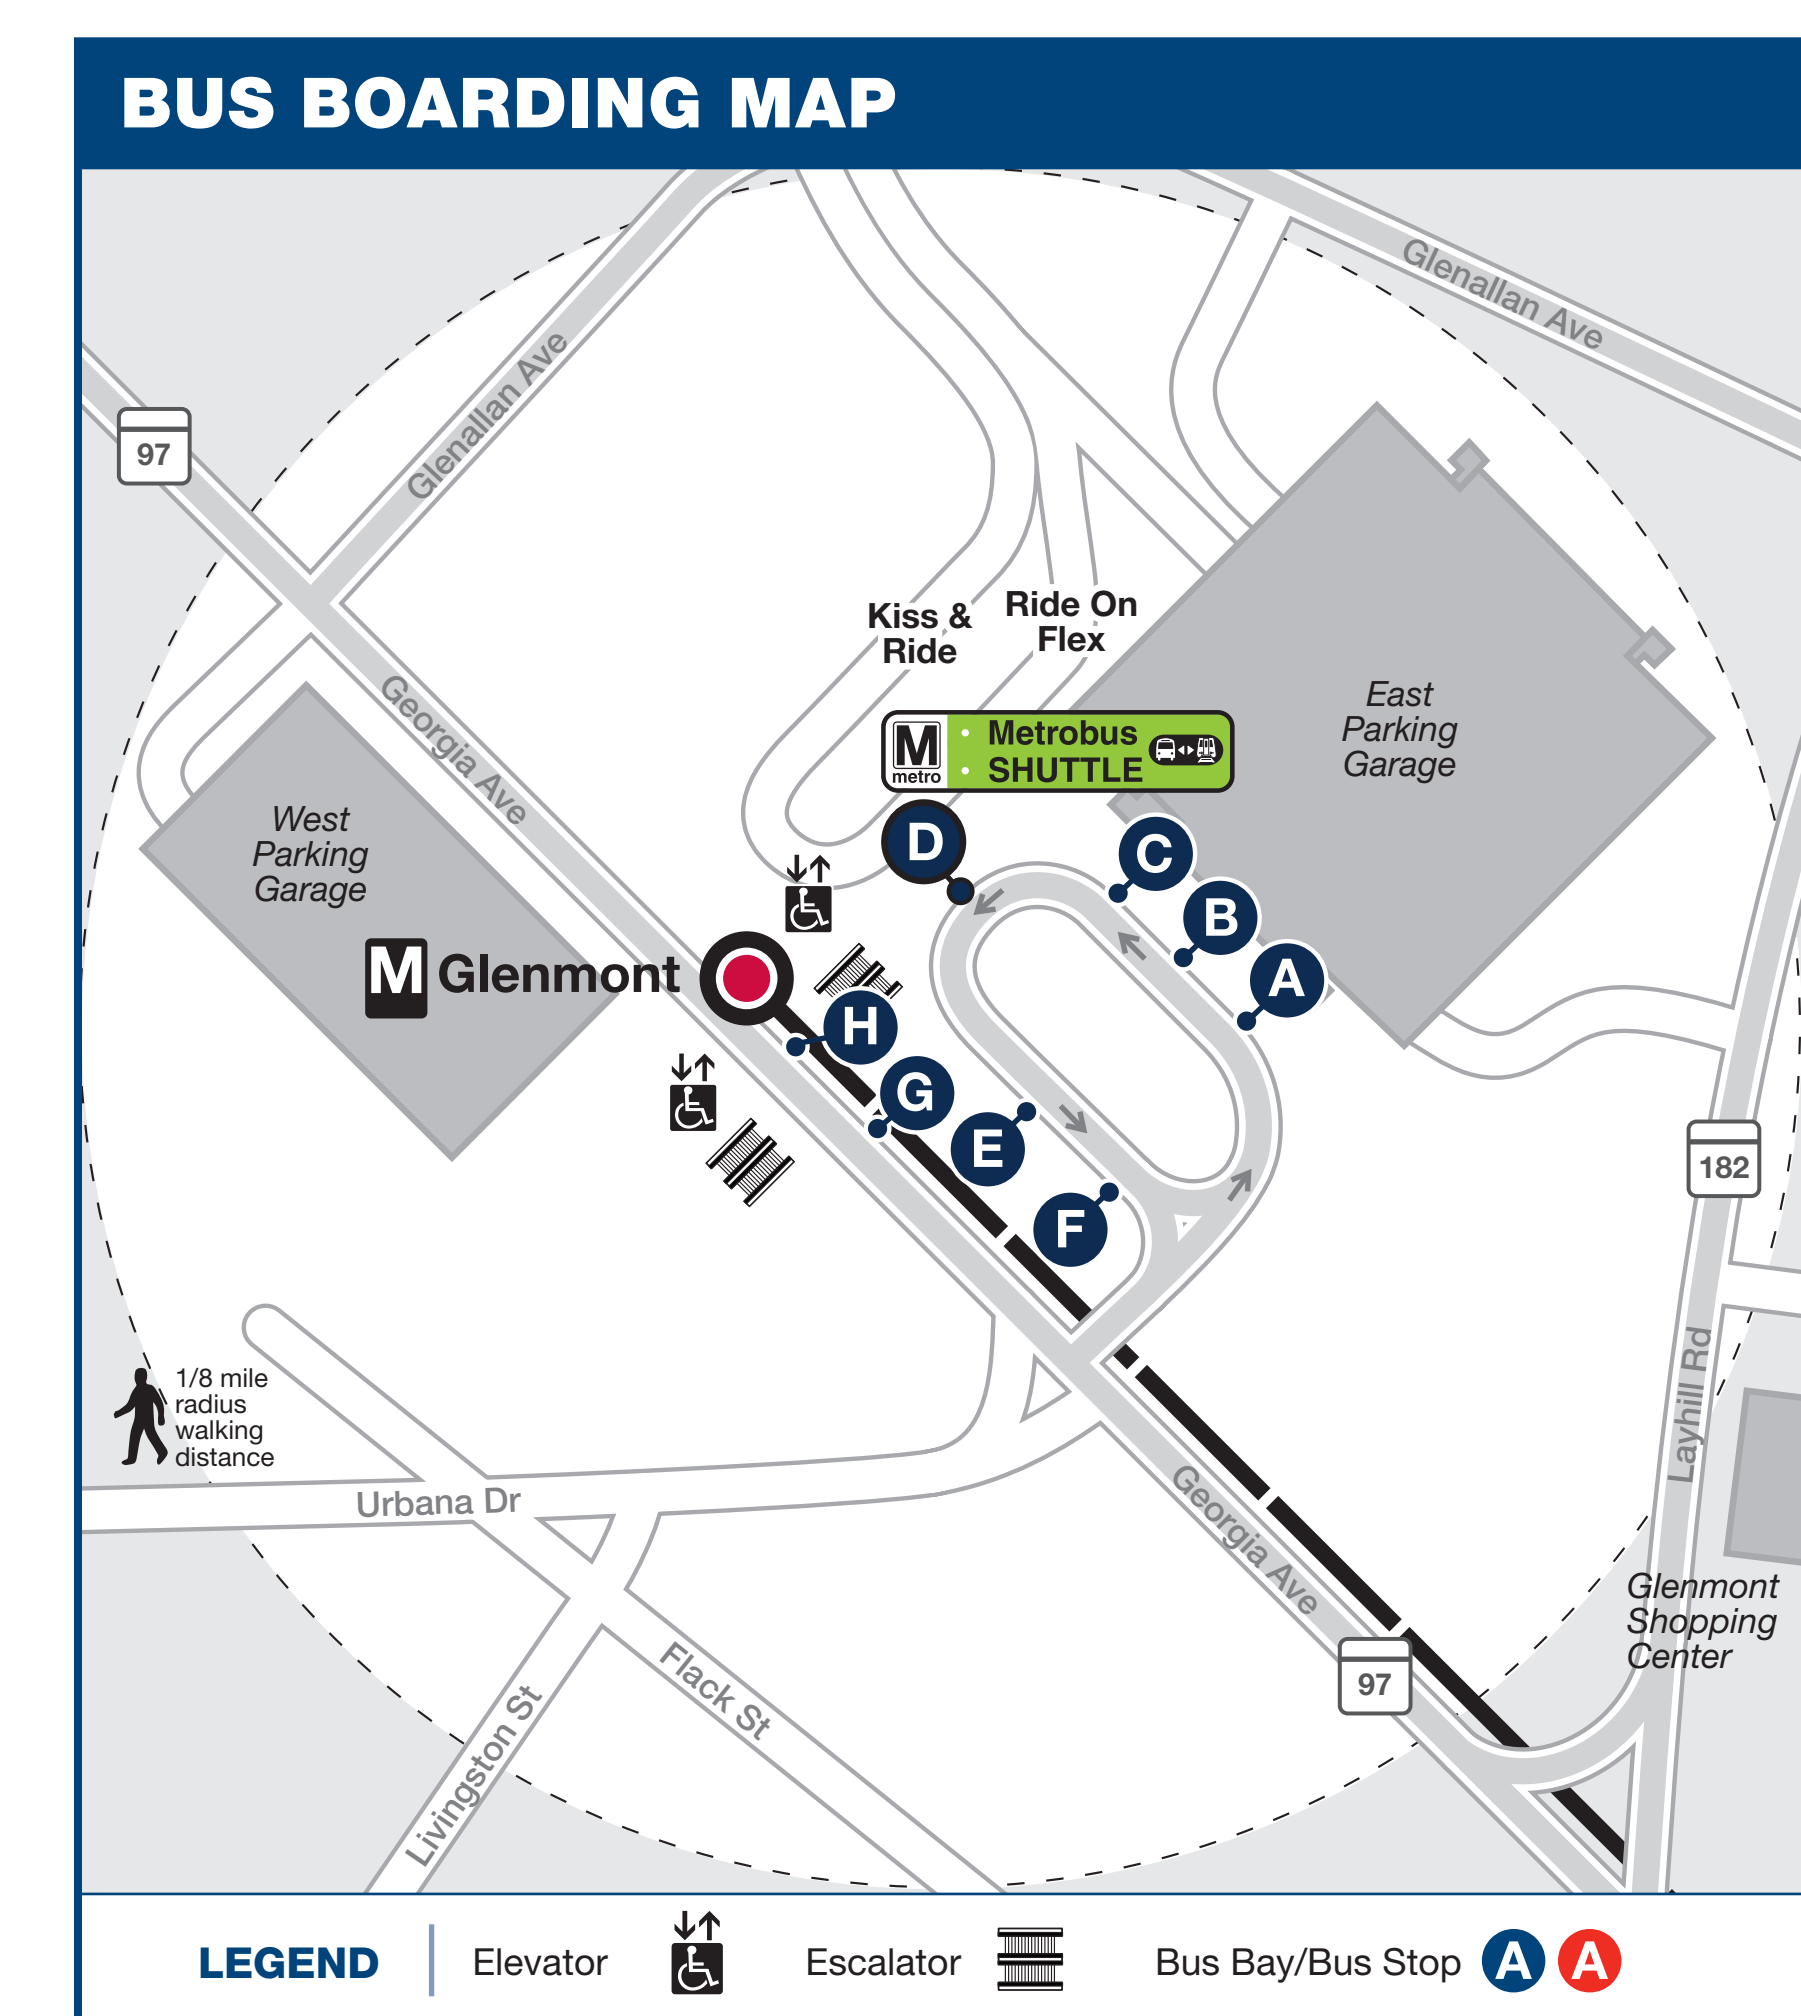 BUS BOARDING MAP
Glenallan Ave
Glenallan Ave
97
Kiss &
Ride
Ride On
Flex
Georgia Ave
East
Parking
Garage
M
metro
• Metrobus
• SHUTTLE
West
Parking
Garage
D
C
B
A
M Glenmont
H
G
E
F
182
1/8 mile
radius
walking
distance
Layhill Rd
Urbana Dr
Georgia Ave
Glenmont
Shopping
Center
97
Flack St
Livingston St
LEGEND
Elevator
Escalator
Bus Bay/Bus Stop A A